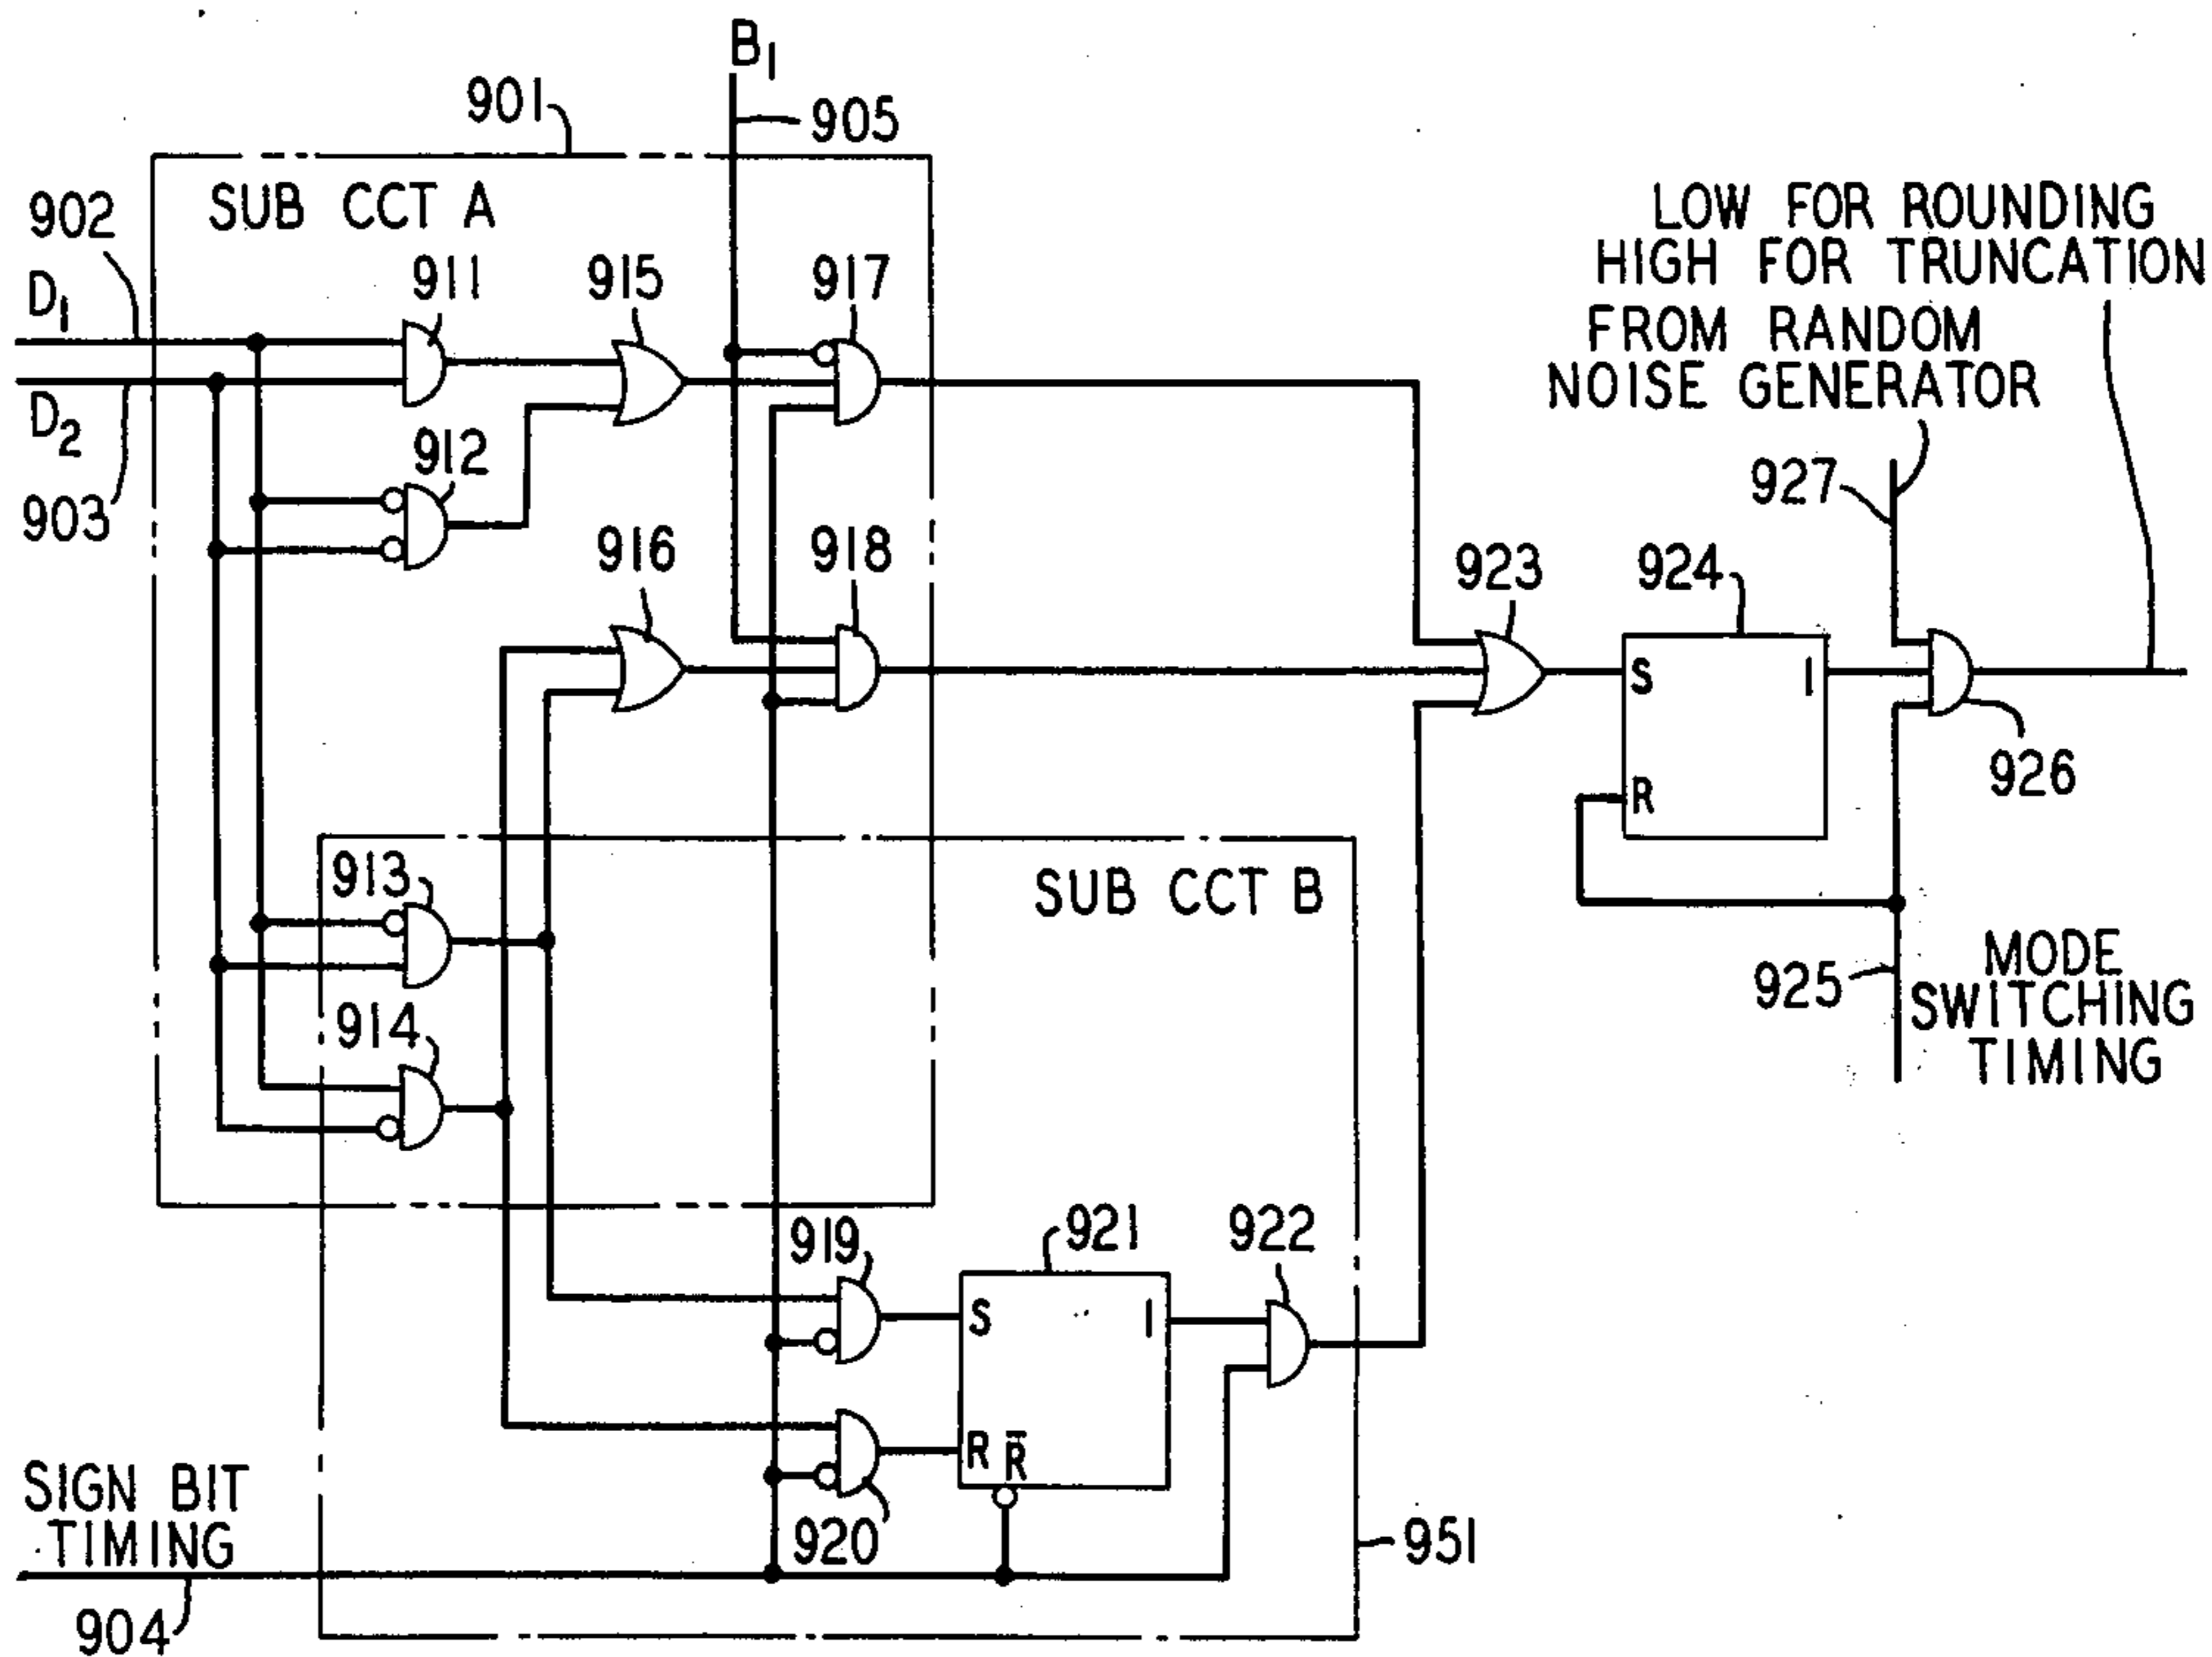 B1
901
905
SUB CCT A
902
D1
911
915
917
LOW FOR ROUNDING
HIGH FOR TRUNCATION
FROM RANDOM
NOISE GENERATOR
D2
903
912
916
918
927
923
924
S
1
R
926
913
SUB CCT B
914
925
MODE
SWITCHING
TIMING
919
921
922
S
1
R
R̅
920
SIGN BIT
TIMING
904
951